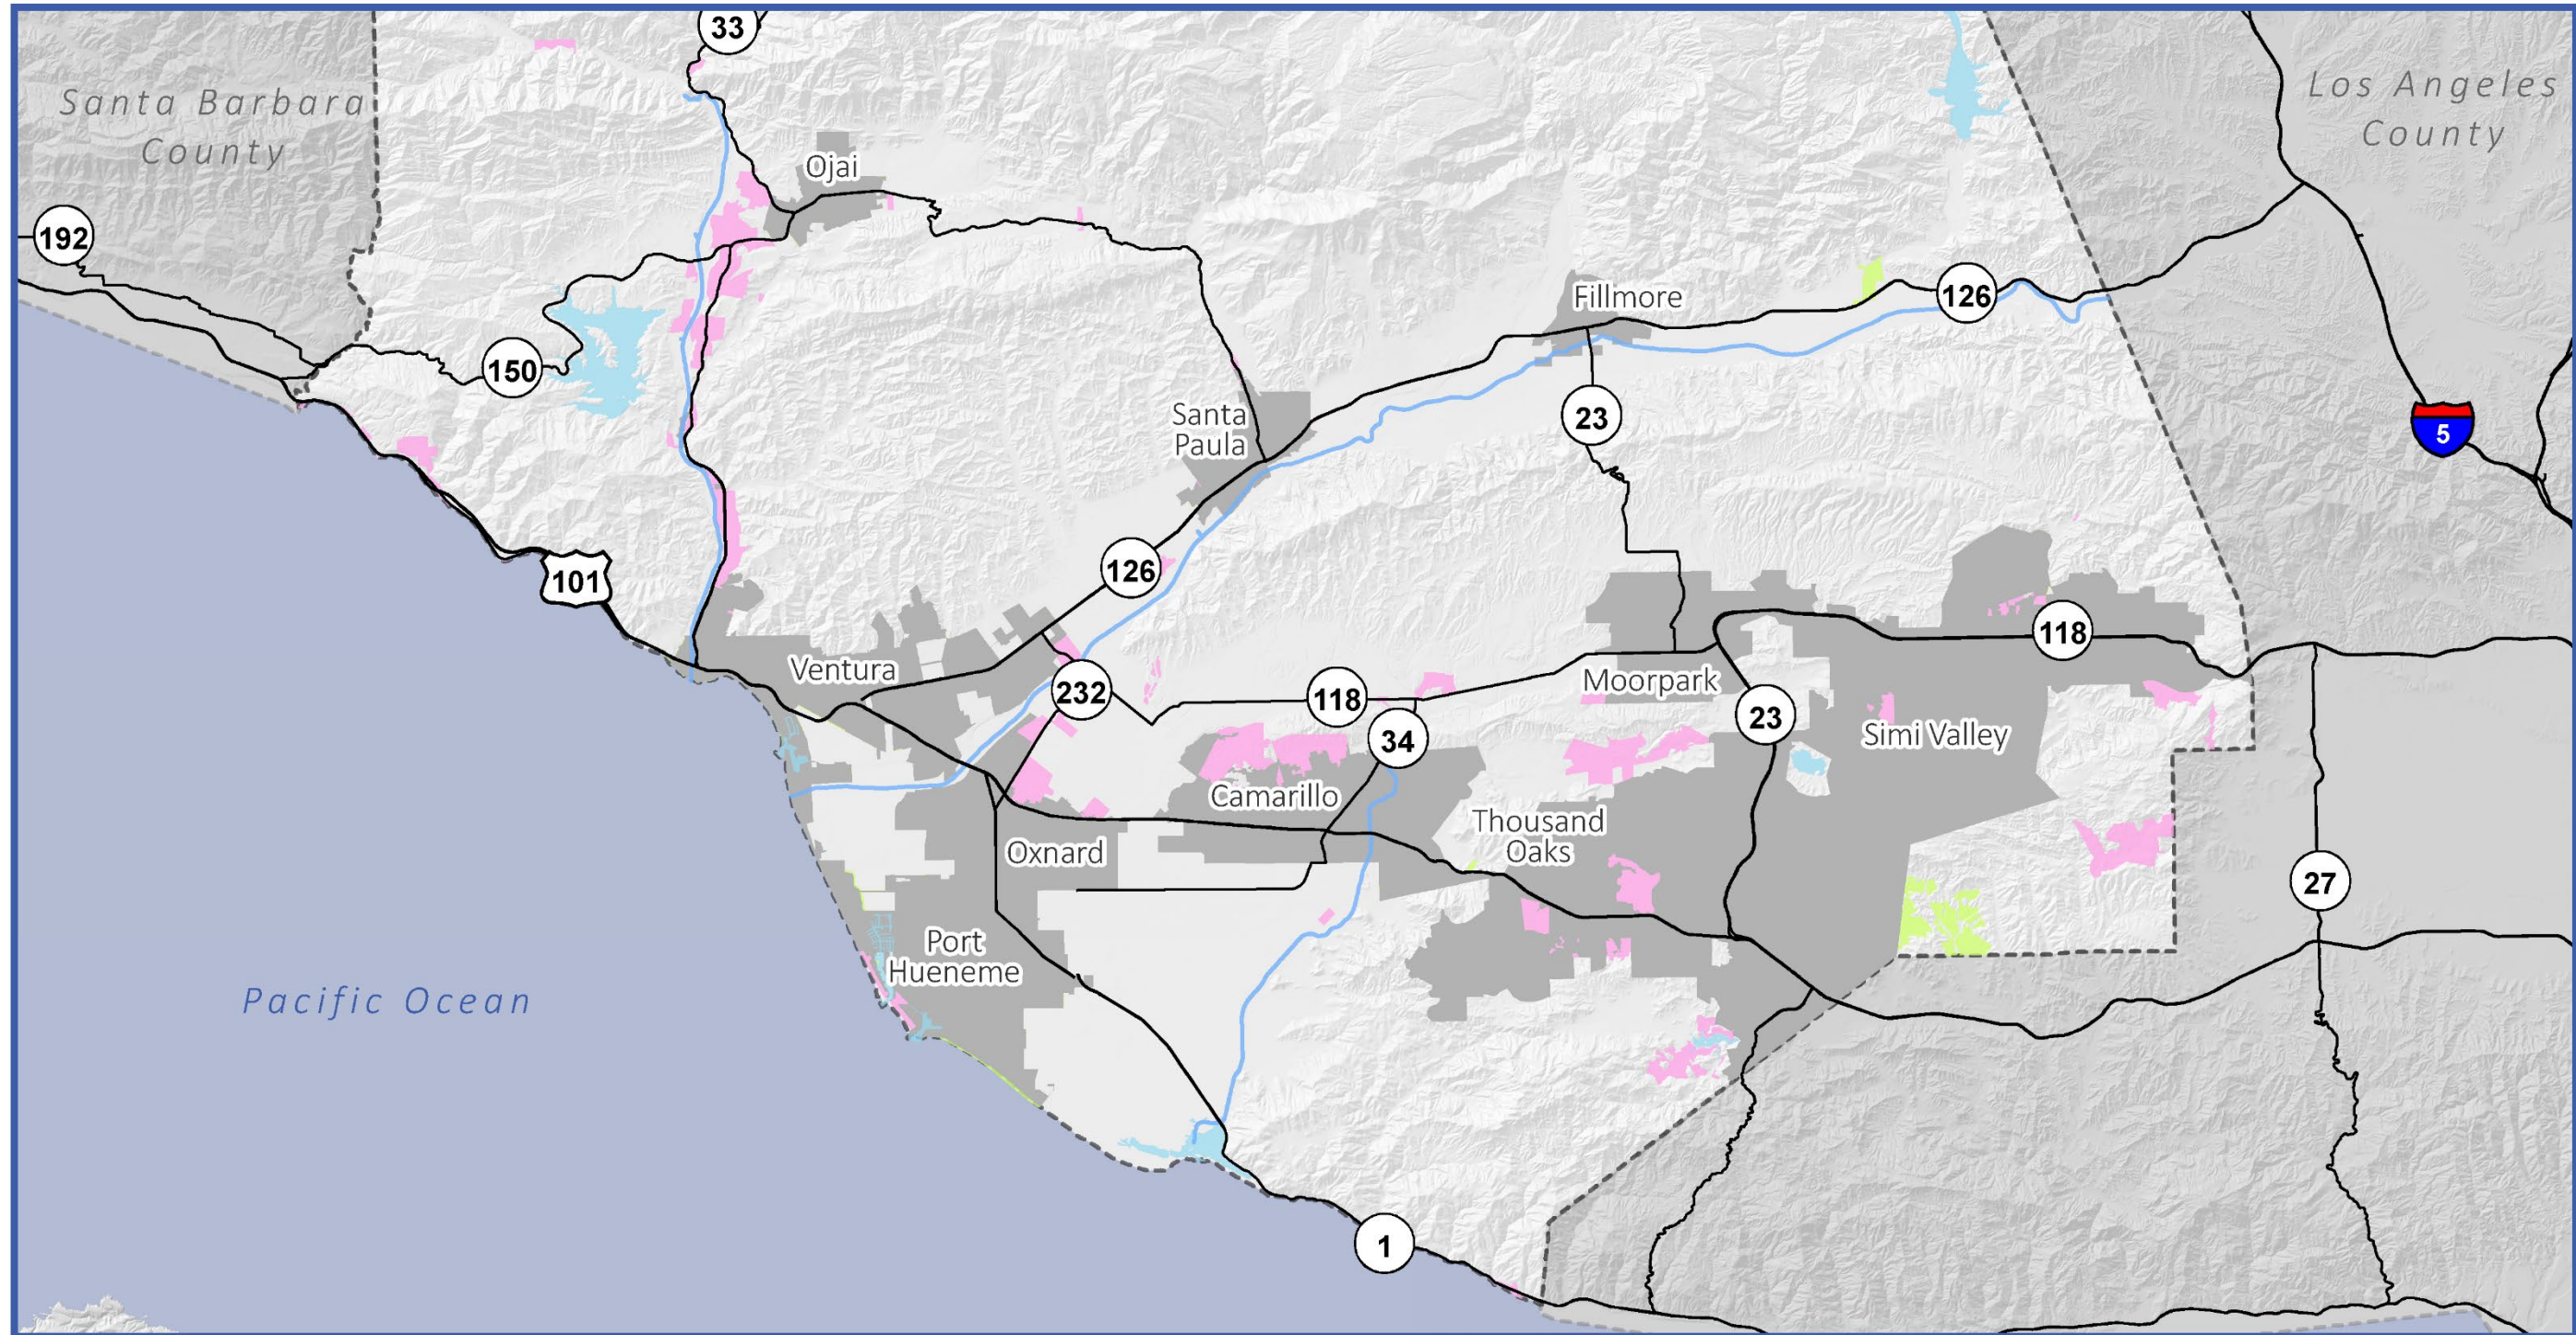 33
Santa Barbara
County
Los Angeles
County
Ojai
192
Fillmore
126
150
Santa
Paula
23
5
101
126
118
Ventura
232
118
Moorpark
34
23
Simi Valley
Camarillo
Thousand
Oaks
Oxnard
27
Port
Hueneme
Pacific Ocean
1